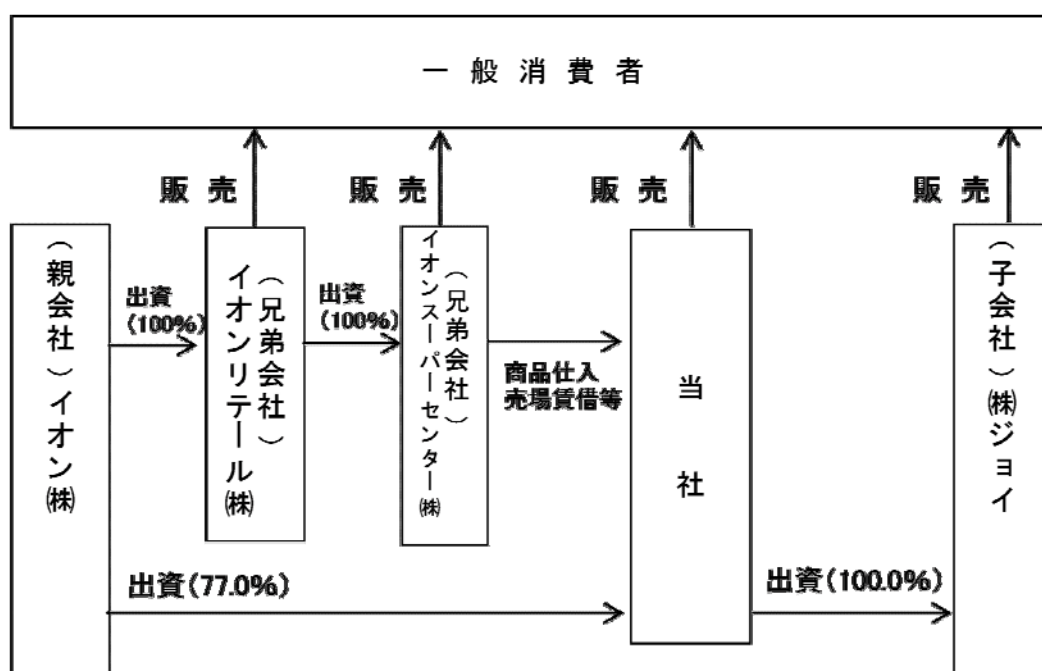 一般消費者
販売
販売
販売
販売
(親会社)イオン㈱
出資
(100%)
(兄弟会社)
イオンリテール㈱
出資
(100%)
(兄弟会社)
イオンスーパーセンター㈱
商品仕入
売場賃借等
当社
(子会社)㈱ジョイ
出資(77.0%)
出資(100.0%)